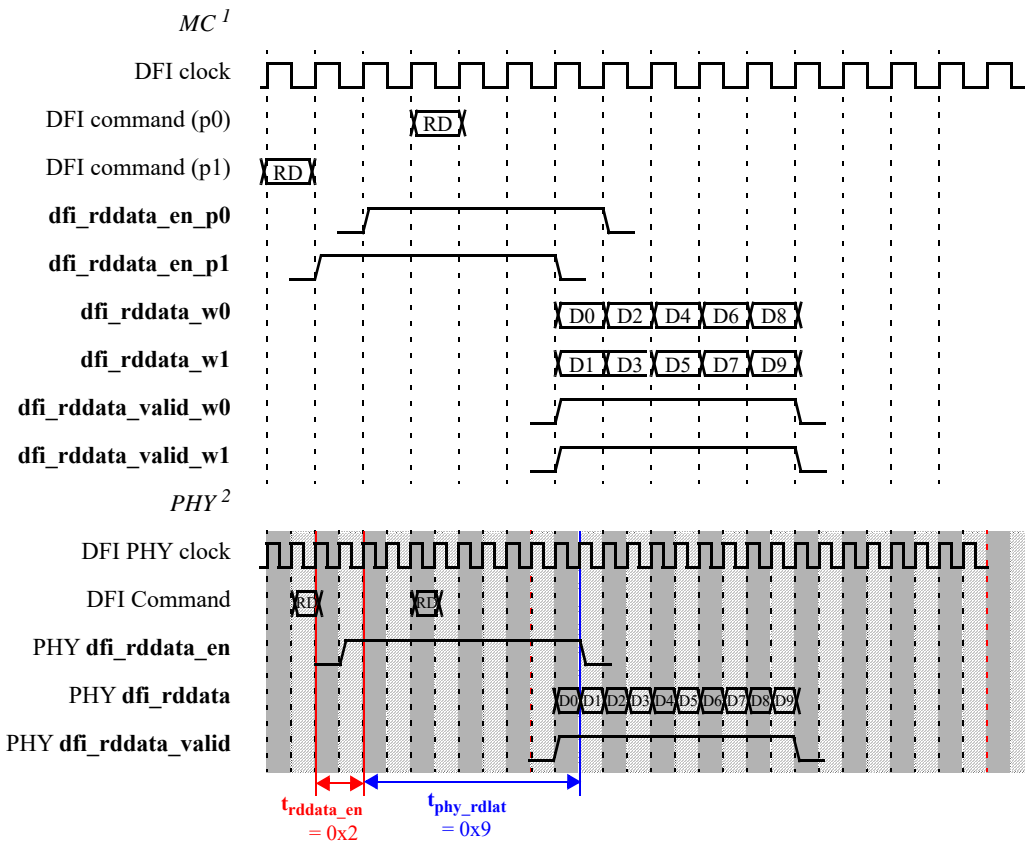 MC 1
DFI clock
DFI command (p0) RD
DFI command (p1) RD
dfi_rddata_en_p0
dfi_rddata_en_p1
dfi_rddata_w0 D0 D2 D4 D6 D8
dfi_rddata_w1 D1 D3 D5 D7 D9
dfi_rddata_valid_w0
dfi_rddata_valid_w1
PHY 2
DFI PHY clock
DFI Command RD RD
PHY dfi_rddata_en
PHY dfi_rddata D0 D1 D2 D3 D4 D5 D6 D7 D8 D9
PHY dfi_rddata_valid
trddata_en tphy_rdlat
= 0x2 = 0x9